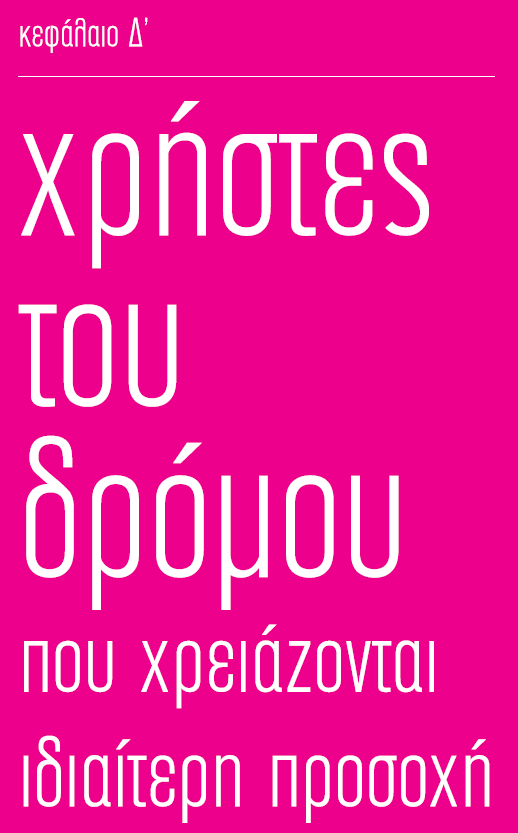 κεφάλαιο Δ'
χρήστες
του
δρόμου
που χρειάζονται
ιδιαίτερη προσοχή